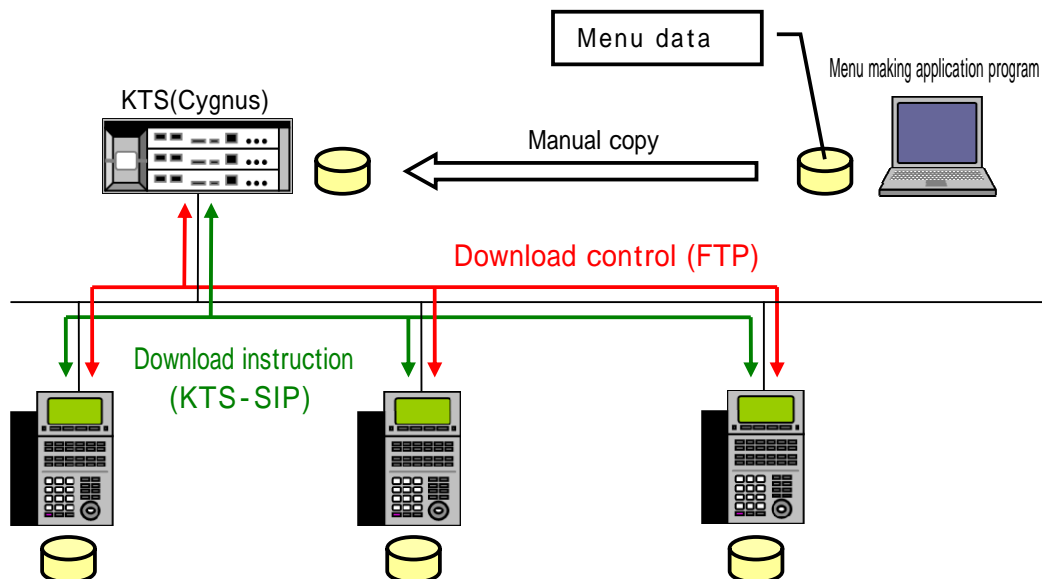 Menu data
Menu making application program
KTS(Cygnus)
Manual copy
Download control (FTP)
Download instruction
(KTS-SIP)